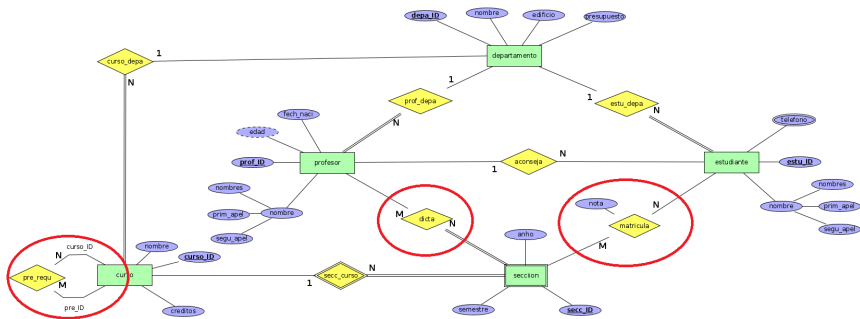 depa_ID
nombre
edificio
presupuesto
departamento
curso_depa
1
N
1
prof_depa
N
1
estu_depa
N
fech_naci
edad
prof_ID
profesor
nombres
prim_apel
segu_apel
nombre
aconseja
1
N
telefono
estudiante
estu_ID
nombre
nombres
prim_apel
segu_apel
M
dicta
N
nota
matricula
N
M
curso_ID
N
pre_requ
M
pre_ID
curso
nombre
curso_ID
creditos
secc_curso
1
N
anho
secciion
semestre
secc_ID